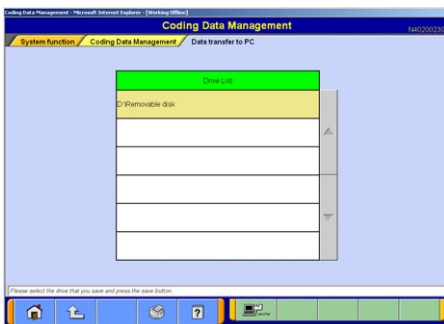 Coding Data Management - Microsoft Internet Explorer - [Working Offline]
Coding Data Management
N40200230
System function
Coding Data Management
Data transfer to PC
Drive List
D:\Removable disk
Please select the drive that you save and press the save button.
?
Transfer